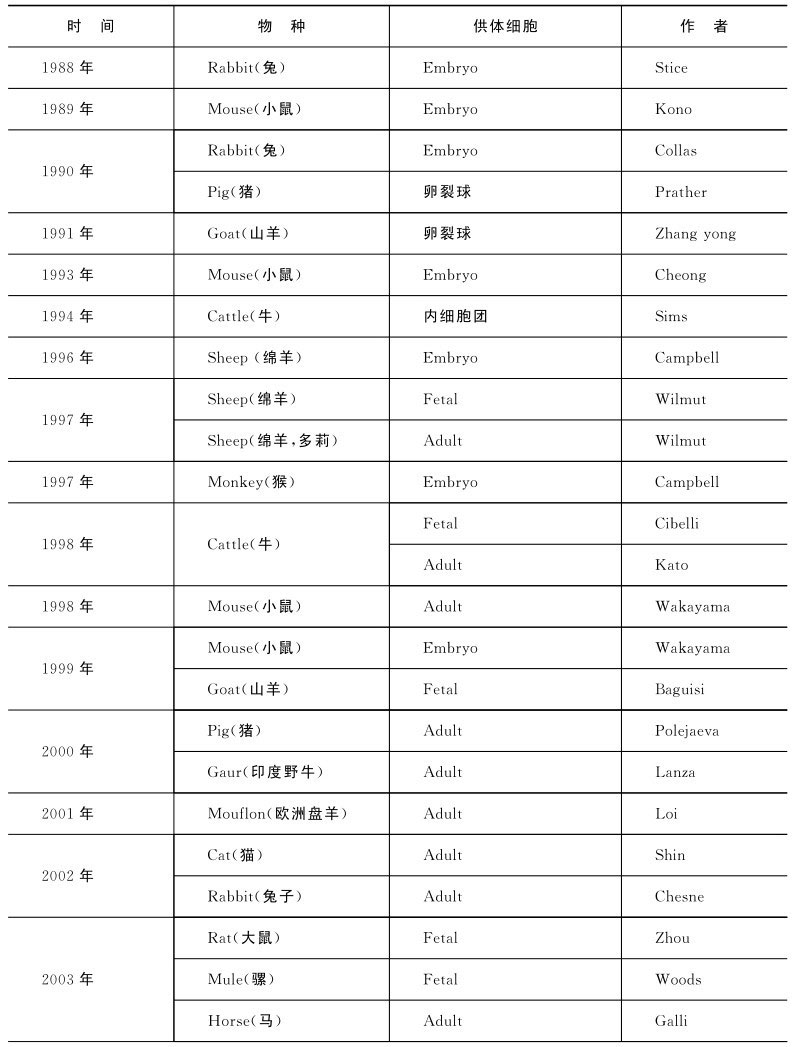 时 间 物 种 供体细胞 作 者
1988 年 Rabbit(兔) Embryo Stice
1989 年 Mouse(小鼠) Embryo Kono
1990 年 Rabbit(兔) Embryo Collas
Pig(猪) 卵裂球 Prather
1991 年 Goat(山羊) 卵裂球 Zhang yong
1993 年 Mouse(小鼠) Embryo Cheong
1994 年 Cattle(牛) 内细胞团 Sims
1996 年 Sheep (绵羊) Embryo Campbell
1997 年 Sheep(绵羊) Fetal Wilmut
Sheep(绵羊,多莉) Adult Wilmut
1997 年 Monkey(猴) Embryo Campbell
1998 年 Cattle(牛) Fetal Cibelli
Adult Kato
1998 年 Mouse(小鼠) Adult Wakayama
1999 年 Mouse(小鼠) Embryo Wakayama
Goat(山羊) Fetal Baguisi
2000 年 Pig(猪) Adult Polejaeva
Gaur(印度野牛) Adult Lanza
2001 年 Mouflon(欧洲盘羊) Adult Loi
2002 年 Cat(猫) Adult Shin
Rabbit(兔子) Adult Chesne
2003 年 Rat(大鼠) Fetal Zhou
Mule(骡) Fetal Woods
Horse(马) Adult Galli